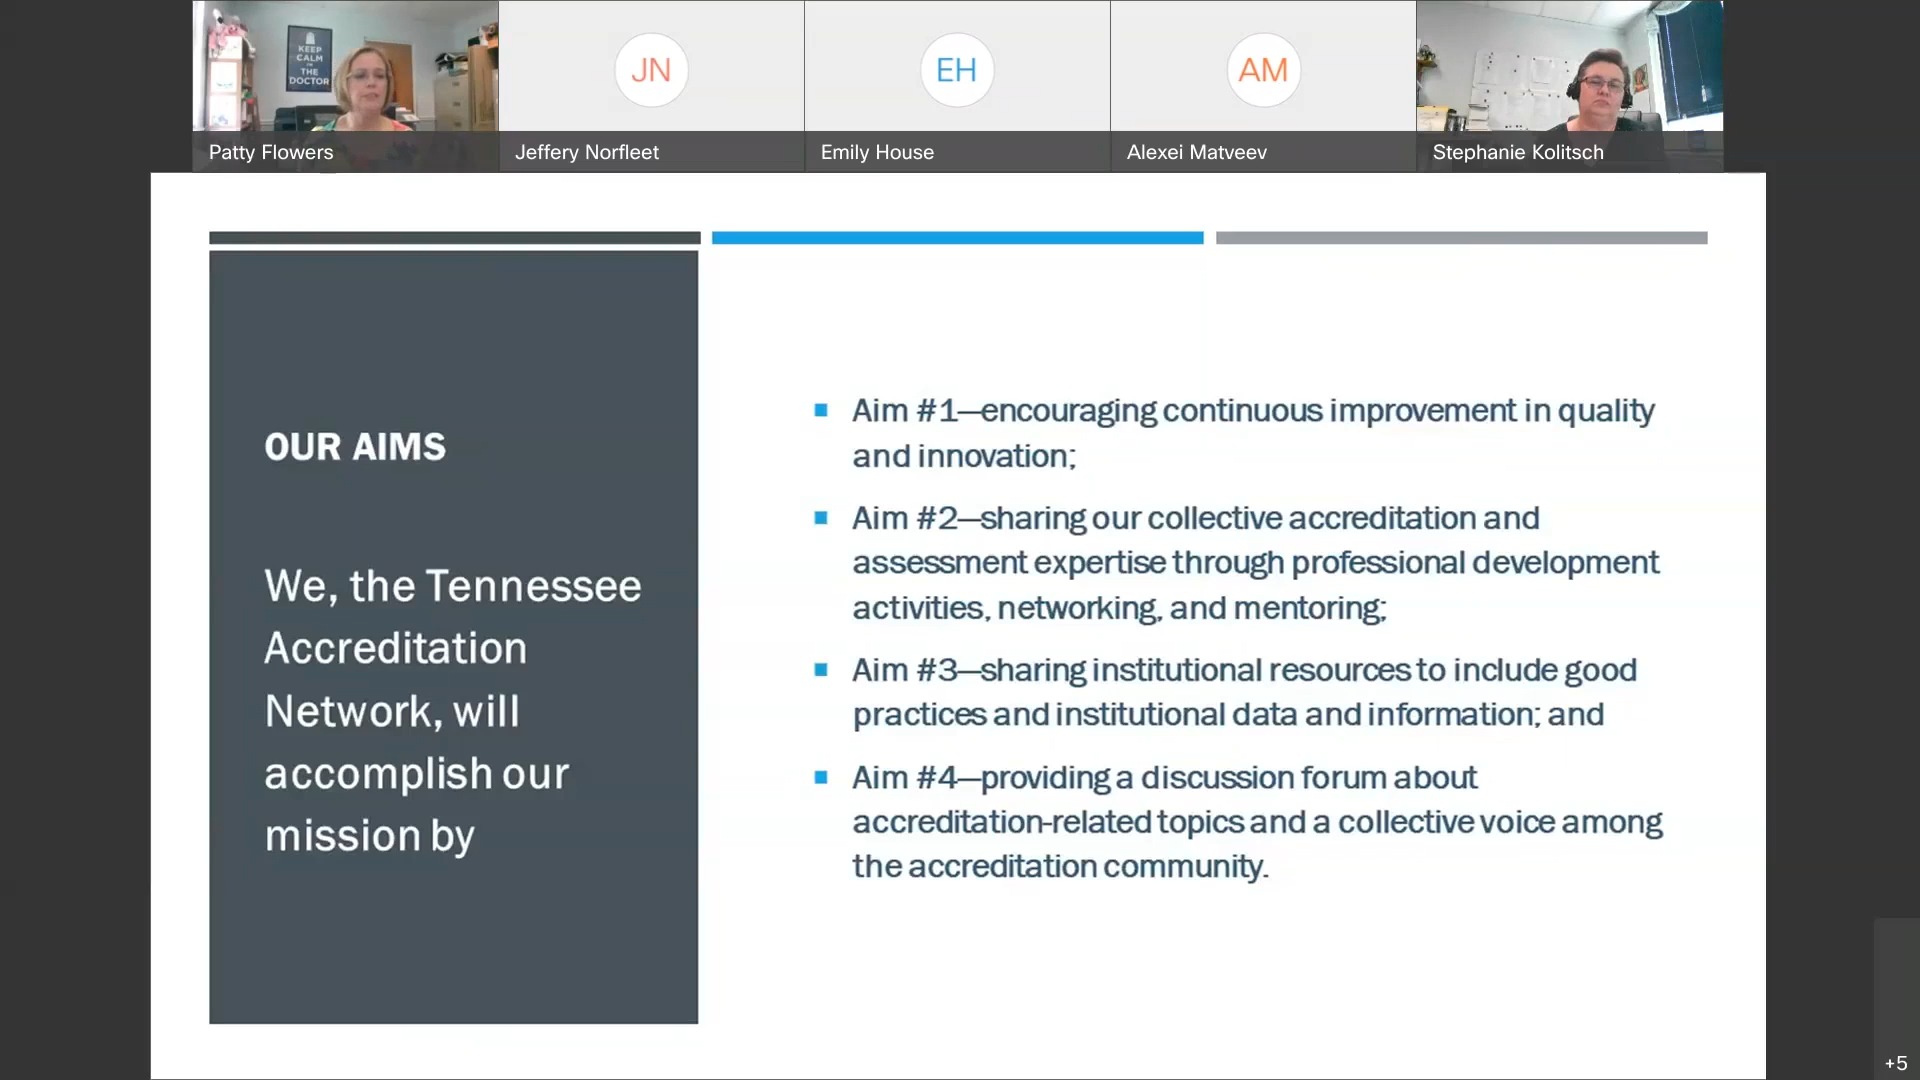 KEEP
CALM
I'M
THE
DOCTOR
JN
EH
AM
Patty Flowers
Jeffery Norfleet
Emily House
Alexei Matveev
Stephanie Kolitsch
OUR AIMS
We, the Tennessee
Accreditation
Network, will
accomplish our
mission by
Aim #1—encouraging continuous improvement in quality
and innovation;
Aim #2—sharing our collective accreditation and
assessment expertise through professional development
activities, networking, and mentoring;
Aim #3—sharing institutional resources to include good
practices and institutional data and information; and
Aim #4—providing a discussion forum about
accreditation-related topics and a collective voice among
the accreditation community.
+5